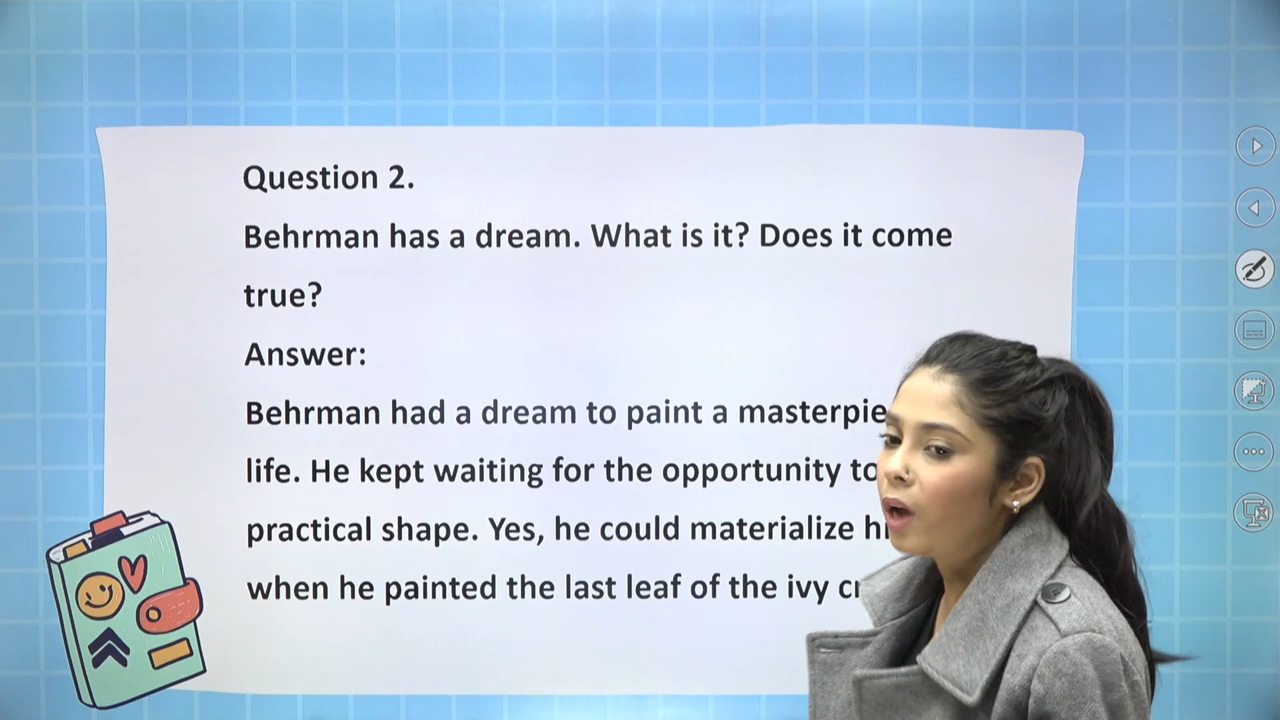 Question 2.
Behrman has a dream. What is it? Does it come
true?
Answer:
Behrman had a dream to paint a
life. He kept waiting for the opportunity to
practical shape. Yes, he could materialize
when he painted the last leaf of the ivy